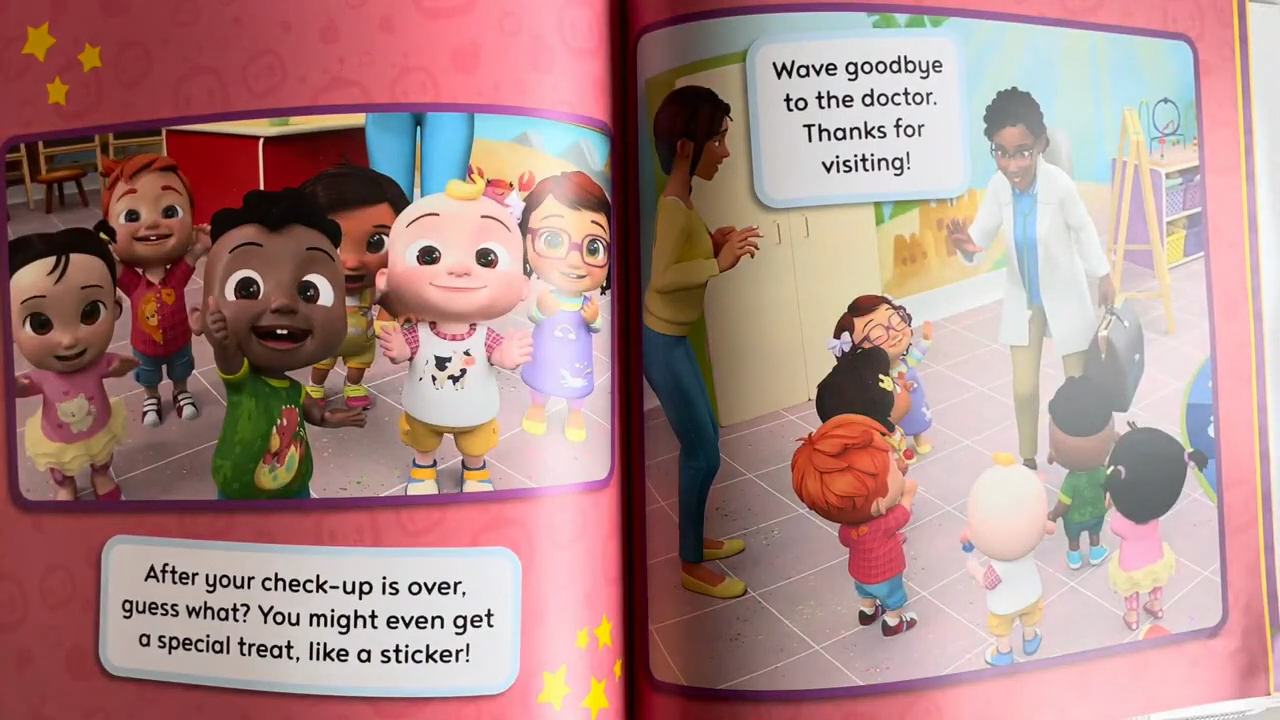 After your check-up is over,
guess what? You might even get
a special treat, like a sticker!
Wave goodbye
to the doctor.
Thanks for
visiting!